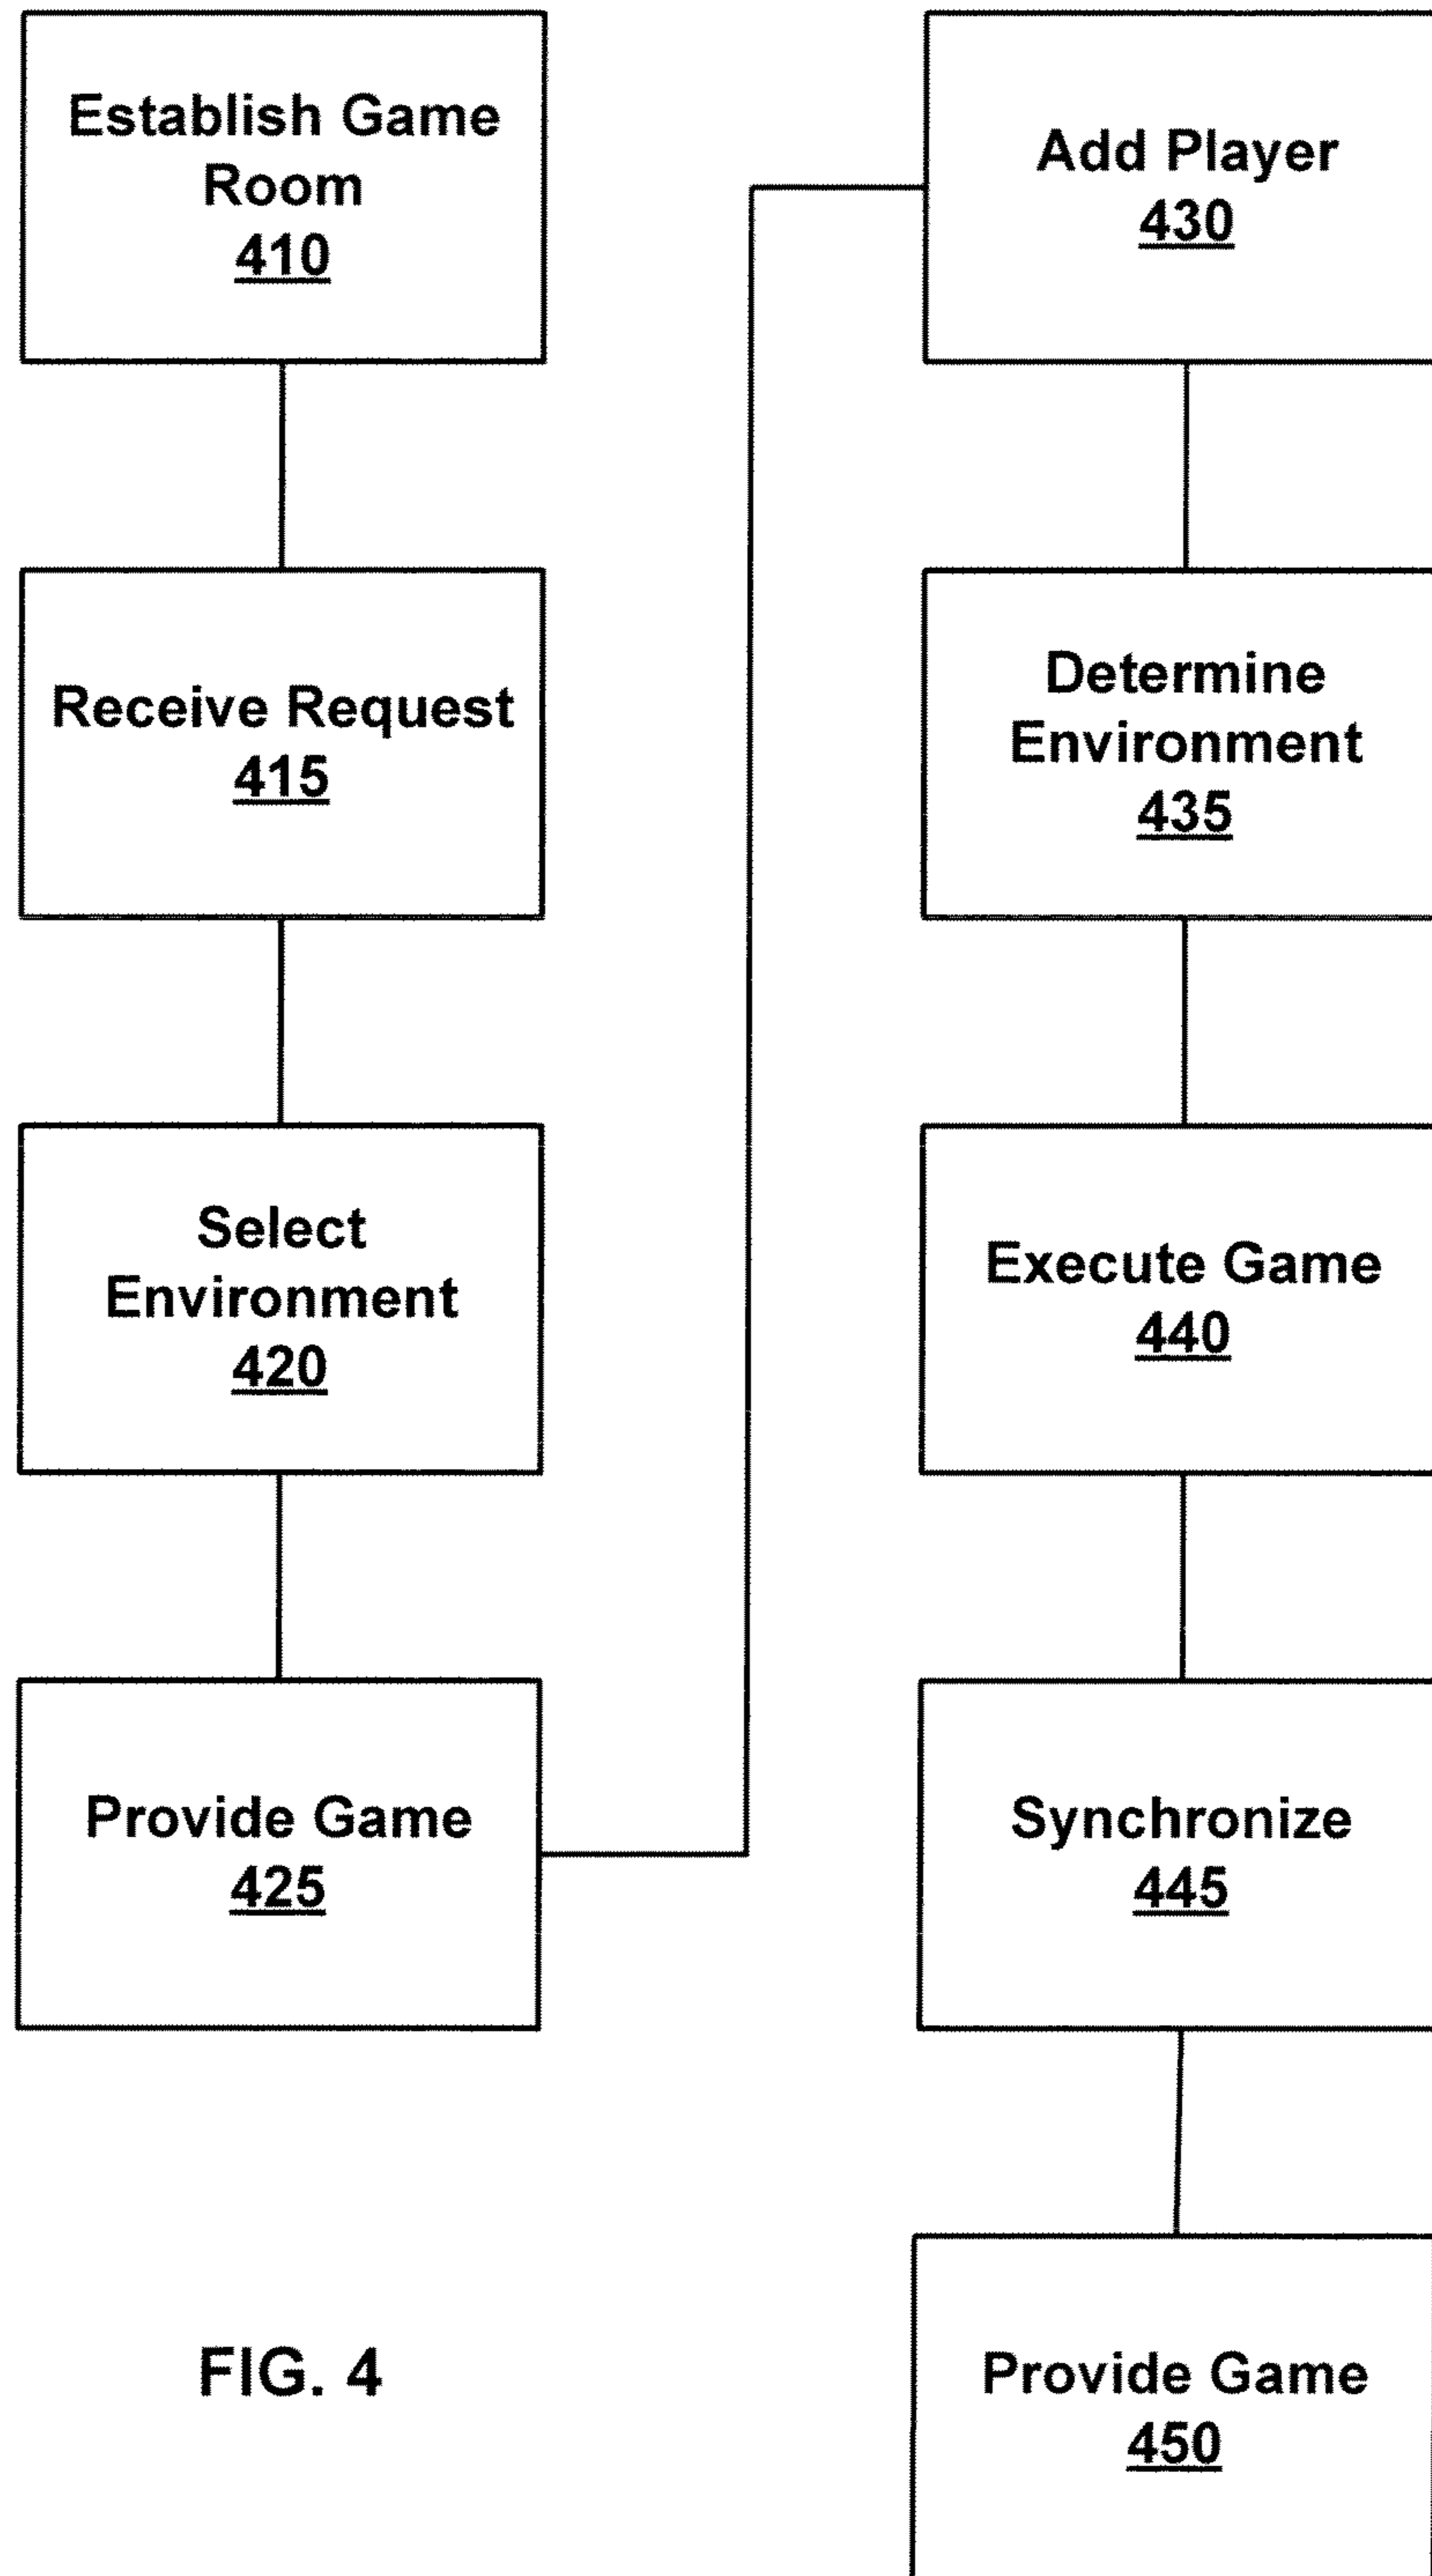 Establish Game
Room
410
Receive Request
415
Select
Environment
420
Provide Game
425
Add Player
430
Determine
Environment
435
Execute Game
440
Synchronize
445
Provide Game
450
FIG. 4